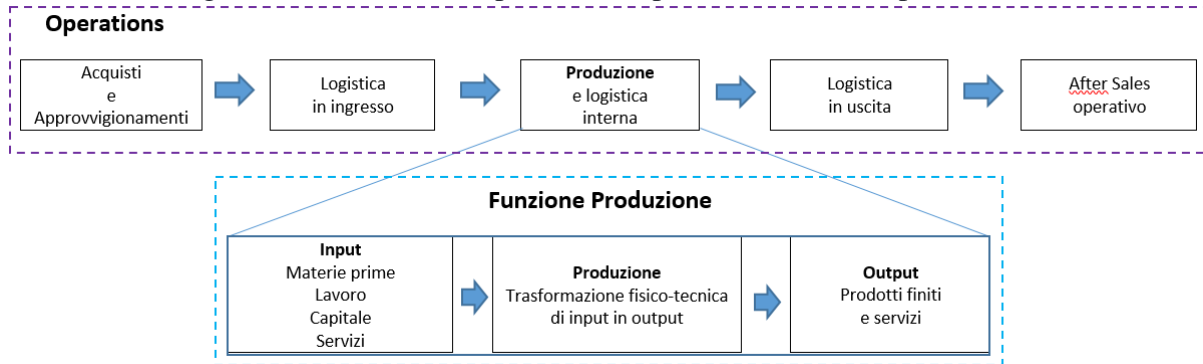 Operations
Acquisti
e
Approvvigionamenti
Logistica
in ingresso
Produzione
e logistica
interna
Logistica
in uscita
After Sales
operativo
Funzione Produzione
Input
Materie prime
Lavoro
Capitale
Servizi
Produzione
Trasformazione fisico-tecnica
di input in output
Output
Prodotti finiti
e servizi